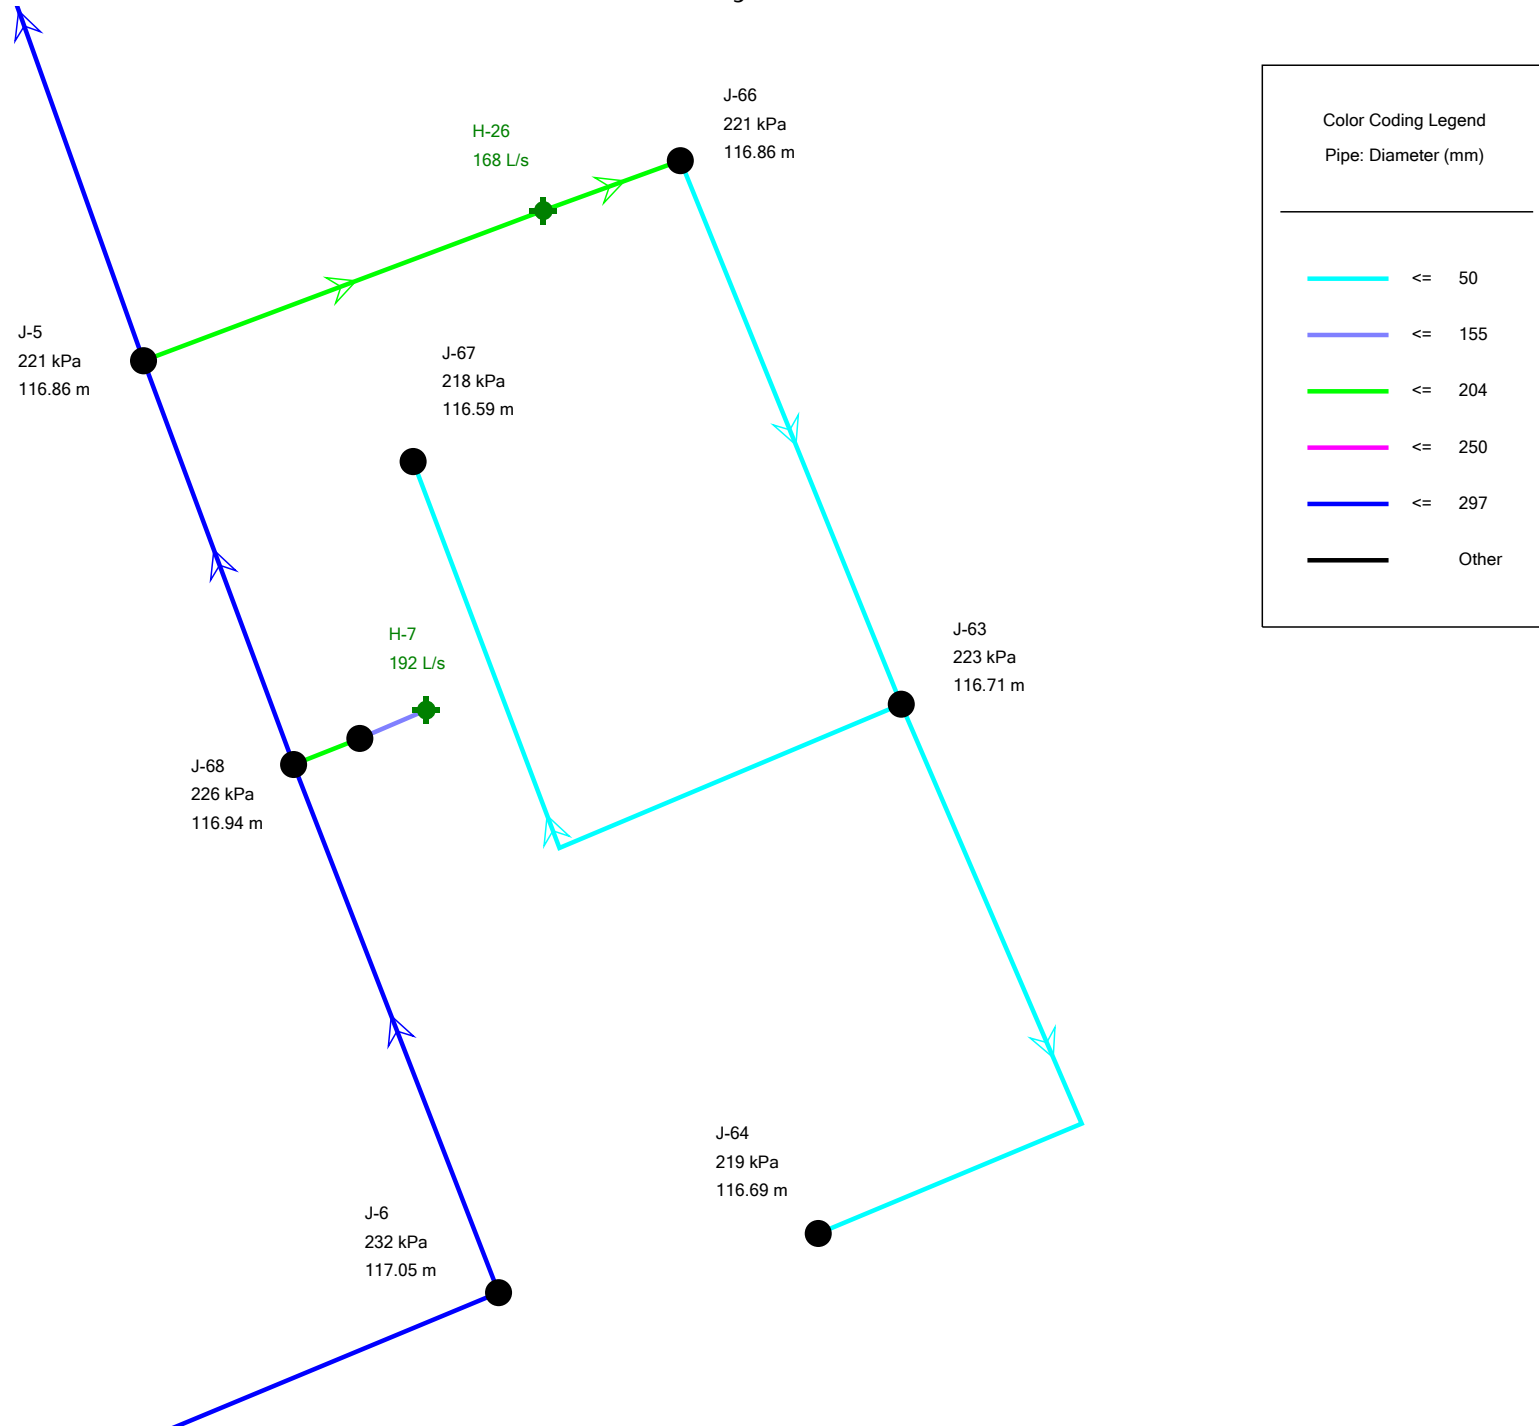 J-66
221 kPa
116.86 m
H-26
168 L/s
J-5
221 kPa
116.86 m
J-67
218 kPa
116.59 m
H-7
192 L/s
J-63
223 kPa
116.71 m
J-68
226 kPa
116.94 m
J-64
219 kPa
116.69 m
J-6
232 kPa
117.05 m
Color Coding Legend
Pipe: Diameter (mm)
<= 50
<= 155
<= 204
<= 250
<= 297
Other